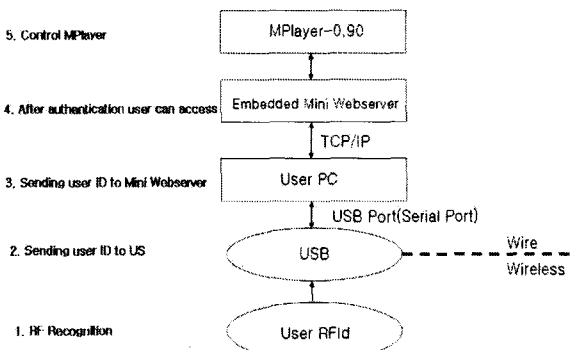 5. Control MPlayer
MPlayer-0.90
4. After authentication user can access
Embedded Mini Webserver
TCP/IP
3. Sending user ID to Mini Webserver
User PC
USB Port(Serial Port)
2. Sending user ID to US
USB
Wire
Wireless
1. RF Recognition
User RFId